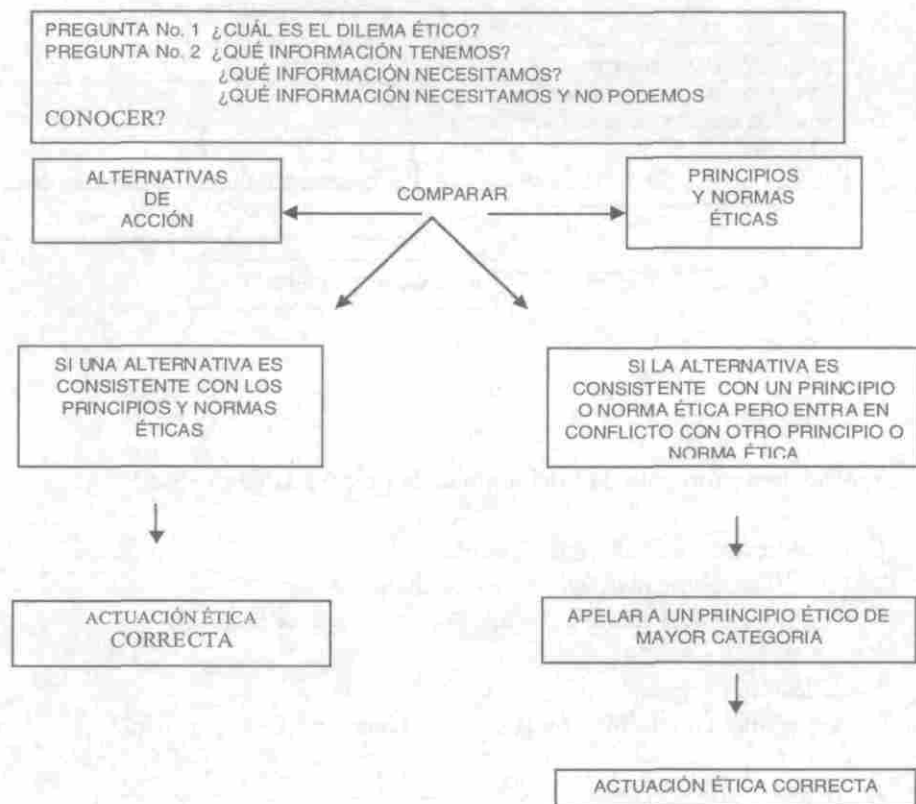 PREGUNTA No. 1 ¿CUÁL ES EL DILEMA ÉTICO?
PREGUNTA No. 2 ¿QUÉ INFORMACIÓN TENEMOS?
¿QUÉ INFORMACIÓN NECESITAMOS?
¿QUÉ INFORMACIÓN NECESITAMOS Y NO PODEMOS
CONOCER?
ALTERNATIVAS
DE
ACCIÓN
COMPARAR
PRINCIPIOS
Y NORMAS
ÉTICAS
SI UNA ALTERNATIVA ES
CONSISTENTE CON LOS
PRINCIPIOS Y NORMAS
ÉTICAS
SI LA ALTERNATIVA ES
CONSISTENTE CON UN PRINCIPIO
O NORMA ÉTICA PERO ENTRA EN
CONFLICTO CON OTRO PRINCIPIO O
NORMA ÉTICA
ACTUACIÓN ÉTICA
CORRECTA
APELAR A UN PRINCIPIO ÉTICO DE
MAYOR CATEGORIA
ACTUACIÓN ÉTICA CORRECTA